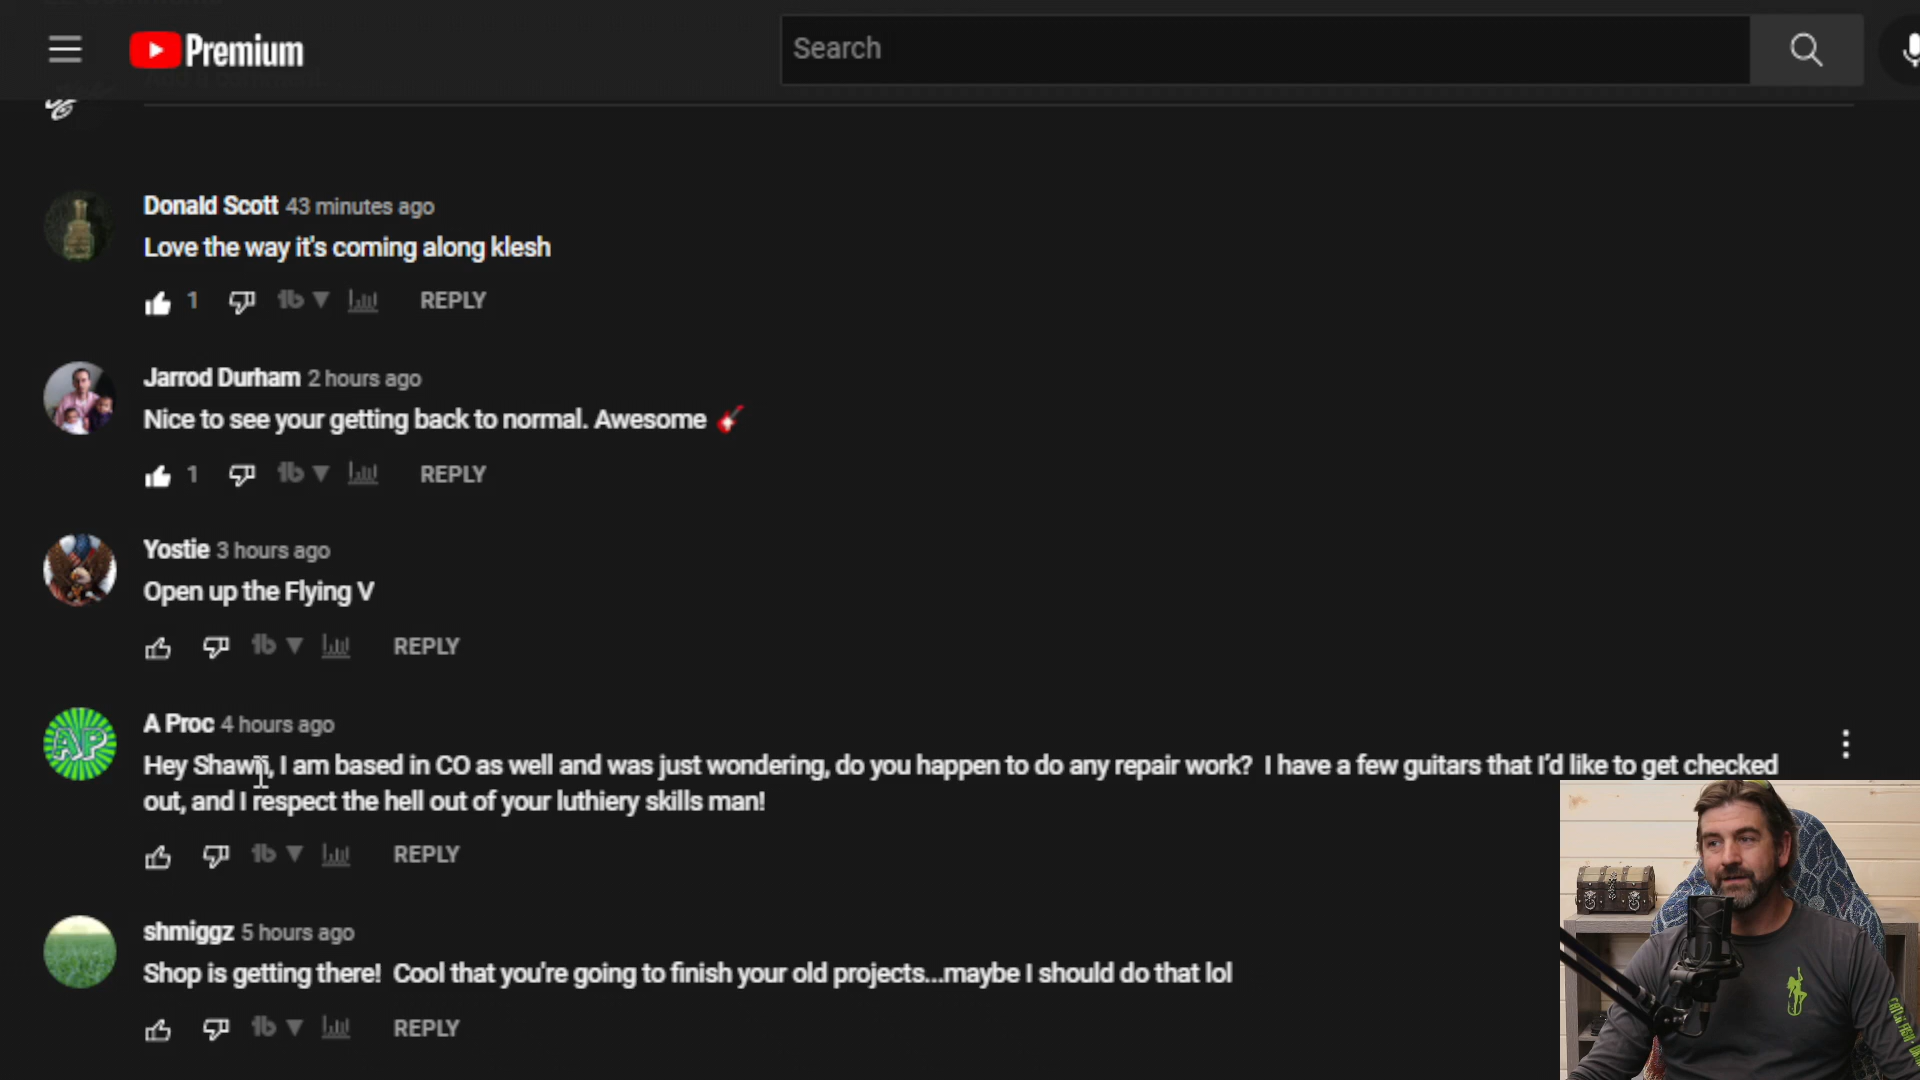 Premium
Search
Donald Scott 43 minutes ago
Love the way it's coming along klesh
1 REPLY
Jarrod Durham 2 hours ago
Nice to see your getting back to normal. Awesome 🎸
1 REPLY
Yostie 3 hours ago
Open up the Flying V
REPLY
AP
A Proc 4 hours ago
Hey Shawn, I am based in CO as well and was just wondering, do you happen to do any repair work?  I have a few guitars that I'd like to get checked
out, and I respect the hell out of your luthiery skills man!
REPLY
shmiggz 5 hours ago
Shop is getting there!  Cool that you're going to finish your old projects...maybe I should do that lol
REPLY